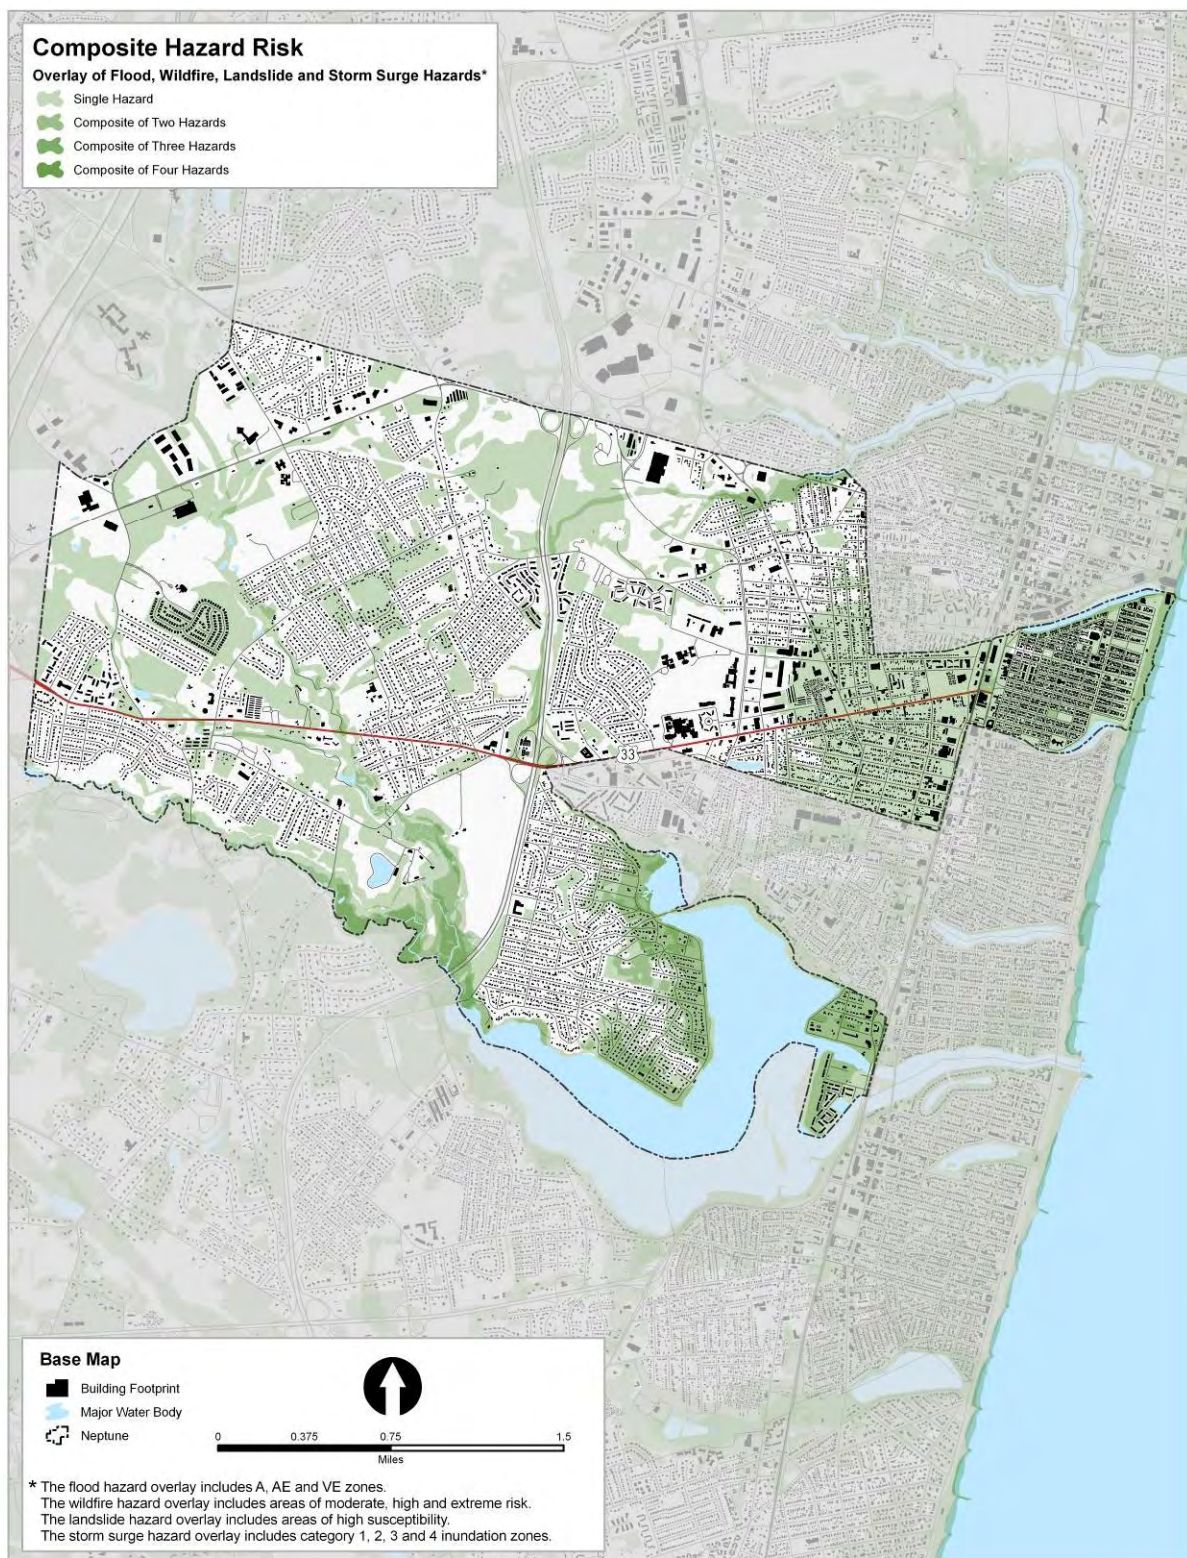 Composite Hazard Risk
Overlay of Flood, Wildfire, Landslide and Storm Surge Hazards*
Single Hazard
Composite of Two Hazards
Composite of Three Hazards
Composite of Four Hazards
33
Base Map
Building Footprint
Major Water Body
Neptune
0 0.375 0.75 1.5
Miles
* The flood hazard overlay includes A, AE and VE zones.
The wildfire hazard overlay includes areas of moderate, high and extreme risk.
The landslide hazard overlay includes areas of high susceptibility.
The storm surge hazard overlay includes category 1, 2, 3 and 4 inundation zones.